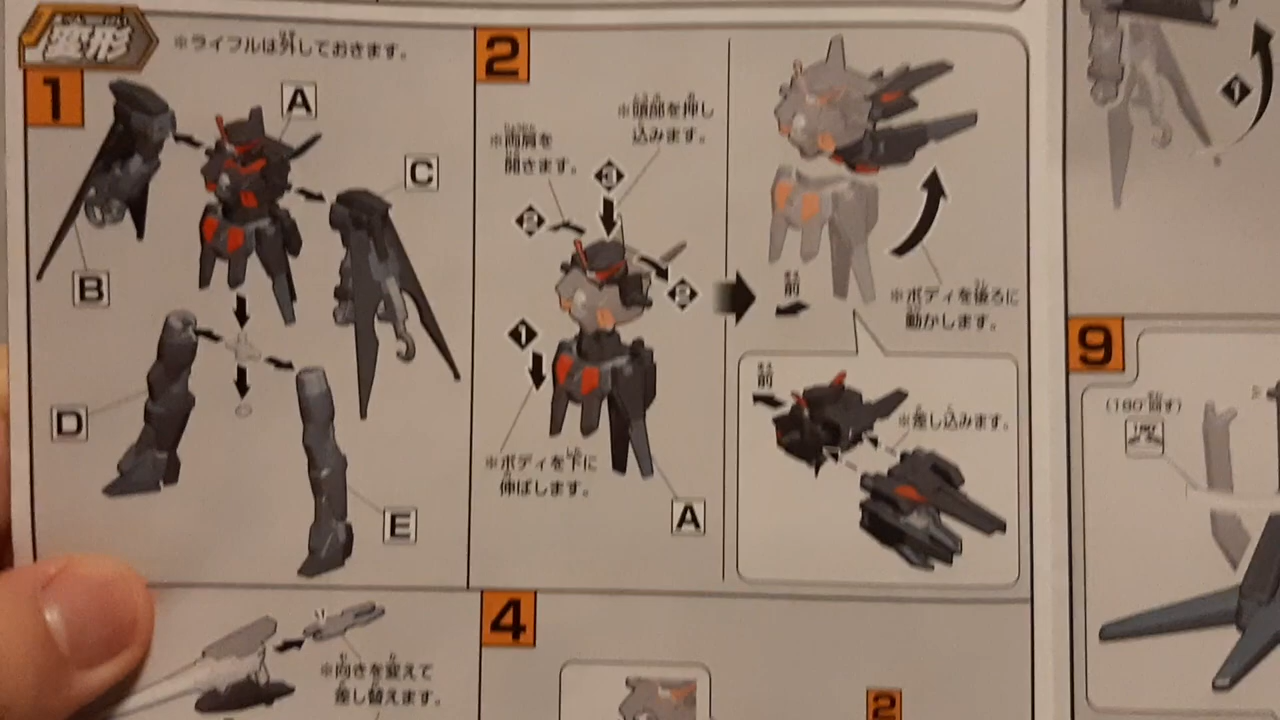 変形
※ライフルは外しておきます。
1
A
B
C
D
E
2
※両肩を
開きます。
※頭部を押し
込みます。
3
2
2
1
※ボディを下に
伸ばします。
A
前
※ボディを後ろに
動かします。
前
※差し込みます。
※向きを変えて
差し替えます。
4
2
1
9
(180°回す)